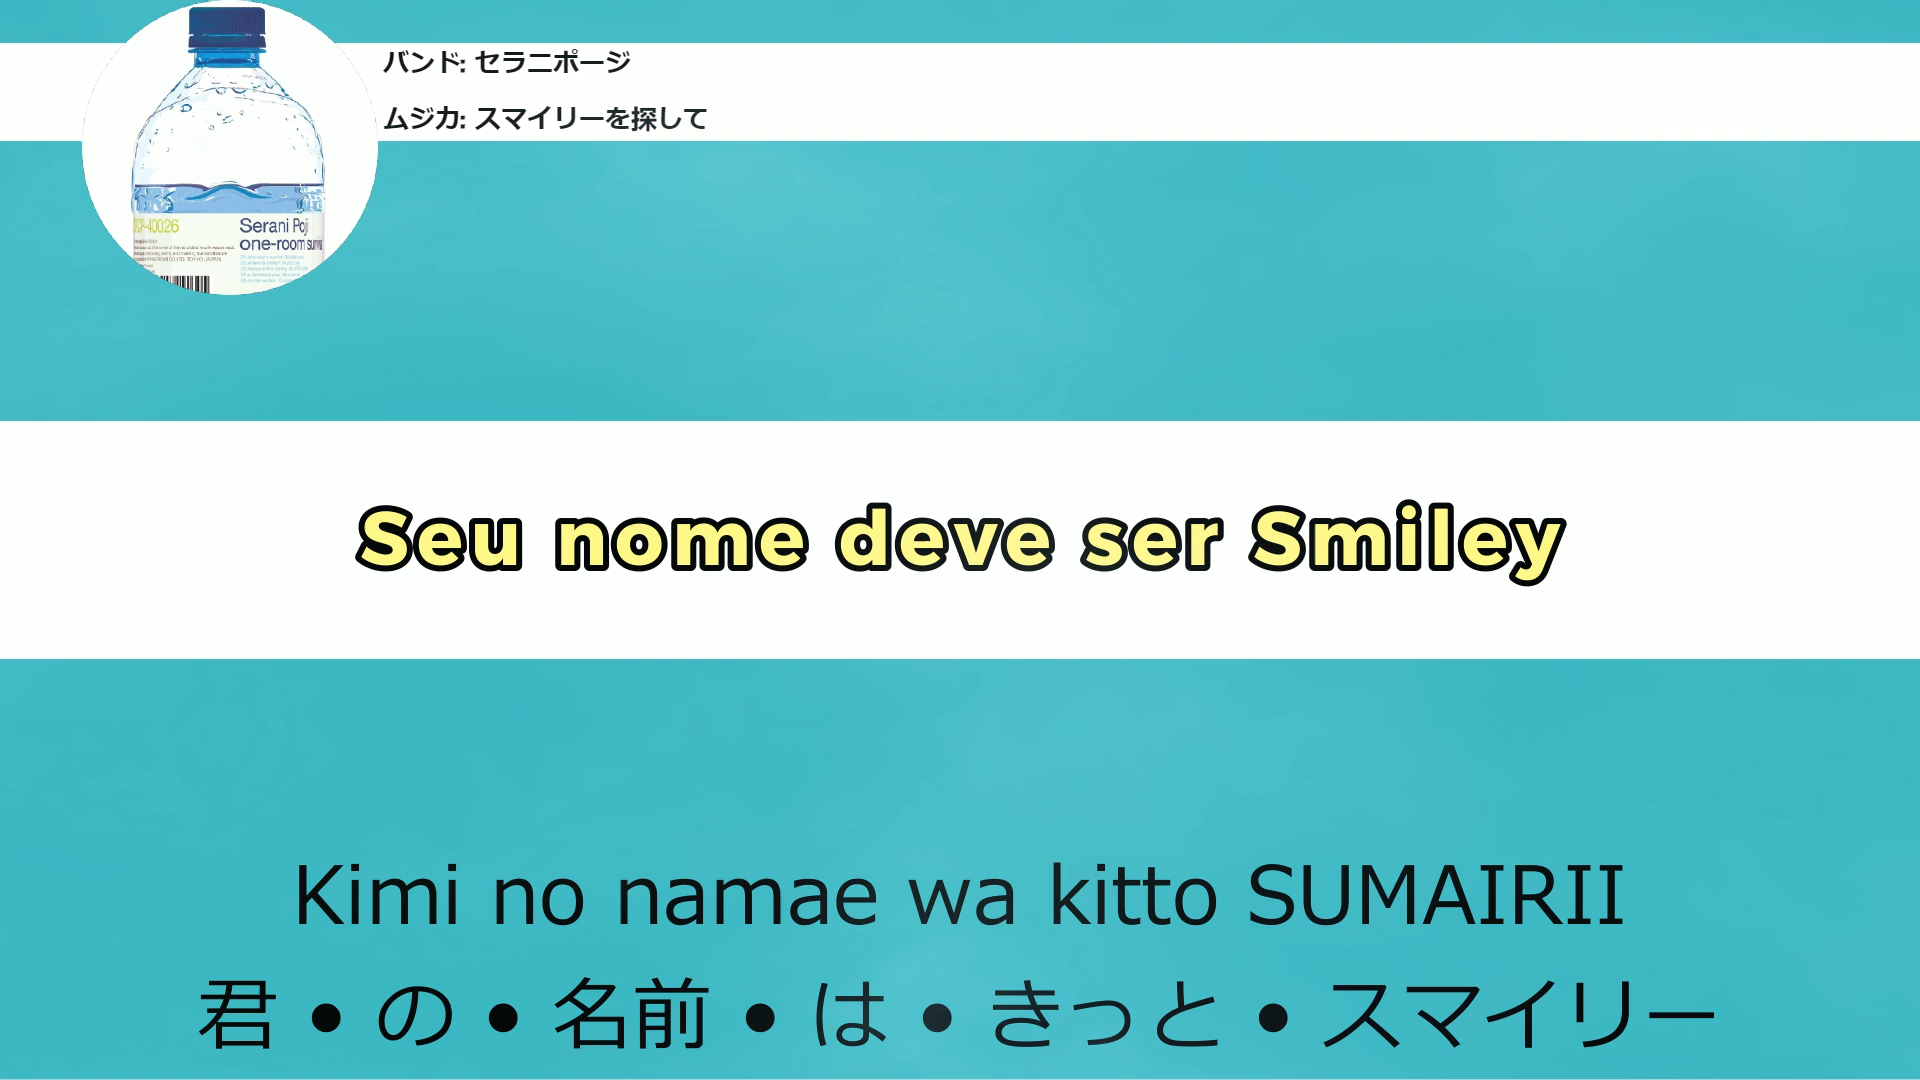 バンド: セラニポージ
ムジカ: スマイリーを探して
Serani Poji
one-room
Seu nome deve ser Smiley
Kimi no namae wa kitto SUMAIRII
君 • の • 名前 • は • きっと • スマイリー